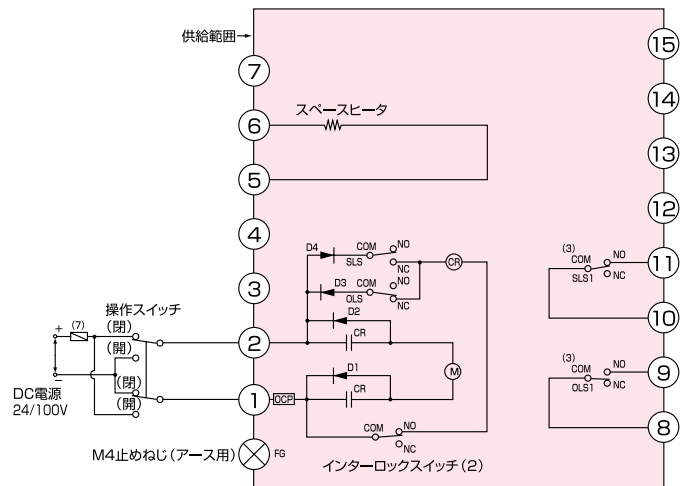 供給範囲
7
6
5
4
3
2
1
15
14
13
12
11
10
9
8
スペースヒータ
D4
COM
NO
SLS
NC
CR
D3
COM
NO
OLS
NC
D2
CR
M
D1
CR
OCP
COM
NO
NC
インターロックスイッチ(2)
(3)
COM
NO
SLS1
NC
(3)
COM
NO
OLS1
NC
操作スイッチ
+
(7)
(閉)
(開)
(閉)
(開)
−
DC電源
24/100V
M4止めねじ(アース用)
FG